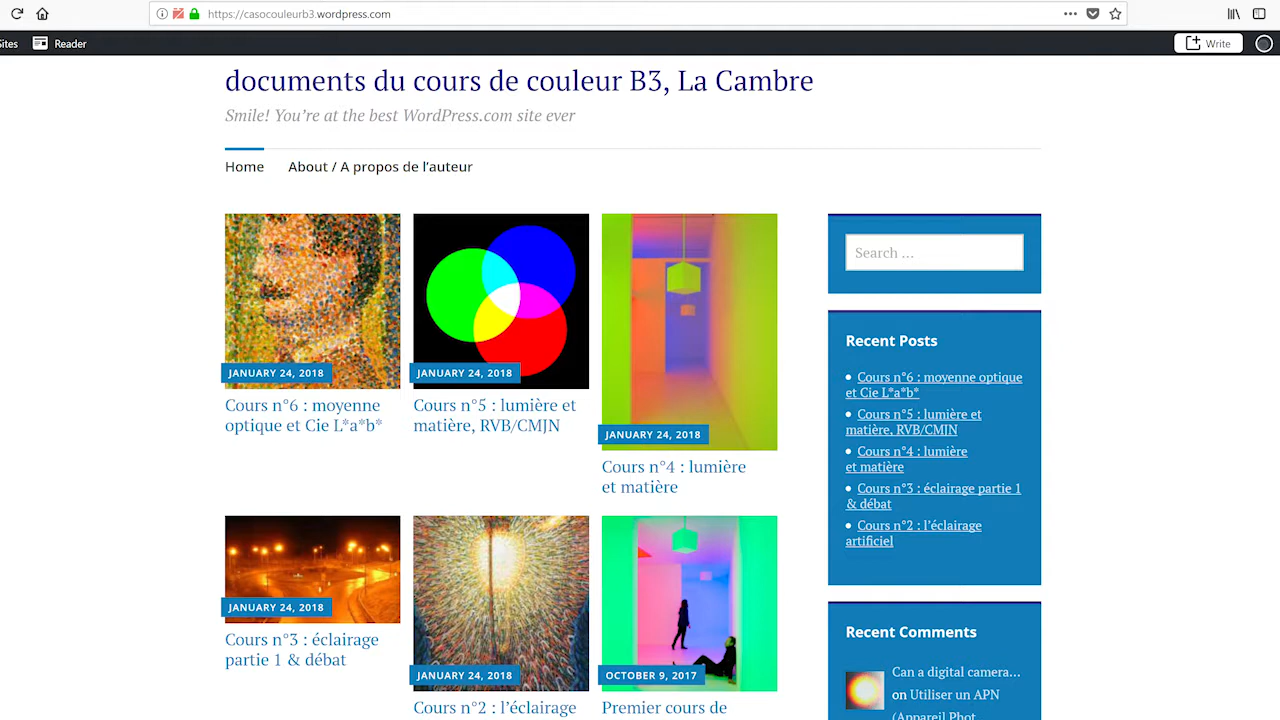 https://casocouleurb3.wordpress.com
Sites
Reader
Write
documents du cours de couleur B3, La Cambre
Smile! You’re at the best WordPress.com site ever
Home
About / A propos de l’auteur
JANUARY 24, 2018
Cours n°6 : moyenne
optique et Cie L*a*b*
JANUARY 24, 2018
Cours n°5 : lumière et
matière, RVB/CMJN
JANUARY 24, 2018
Cours n°4 : lumière
et matière
JANUARY 24, 2018
Cours n°3 : éclairage
partie 1 & débat
JANUARY 24, 2018
Cours n°2 : l’éclairage
OCTOBER 9, 2017
Premier cours de
Search …
Recent Posts
Cours n°6 : moyenne optique
et Cie L*a*b*
Cours n°5 : lumière et
matière, RVB/CMJN
Cours n°4 : lumière
et matière
Cours n°3 : éclairage partie 1
& débat
Cours n°2 : l’éclairage
artificiel
Recent Comments
Can a digital camera…
on Utiliser un APN
(Appareil Phot